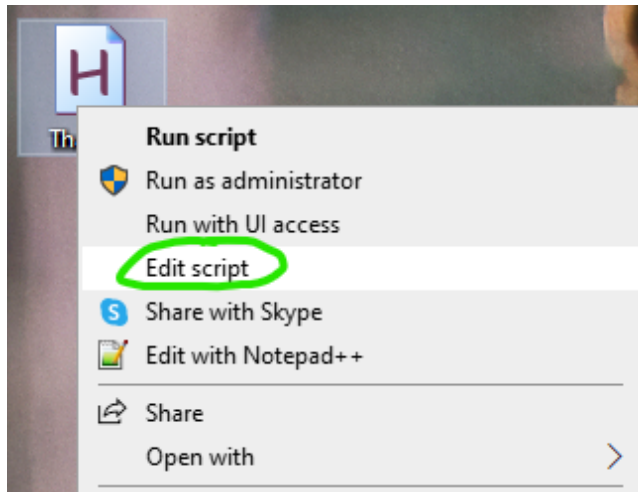 H
Th
Run script
Run as administrator
Run with UI access
Edit script
S
Share with Skype
Edit with Notepad++
Share
Open with